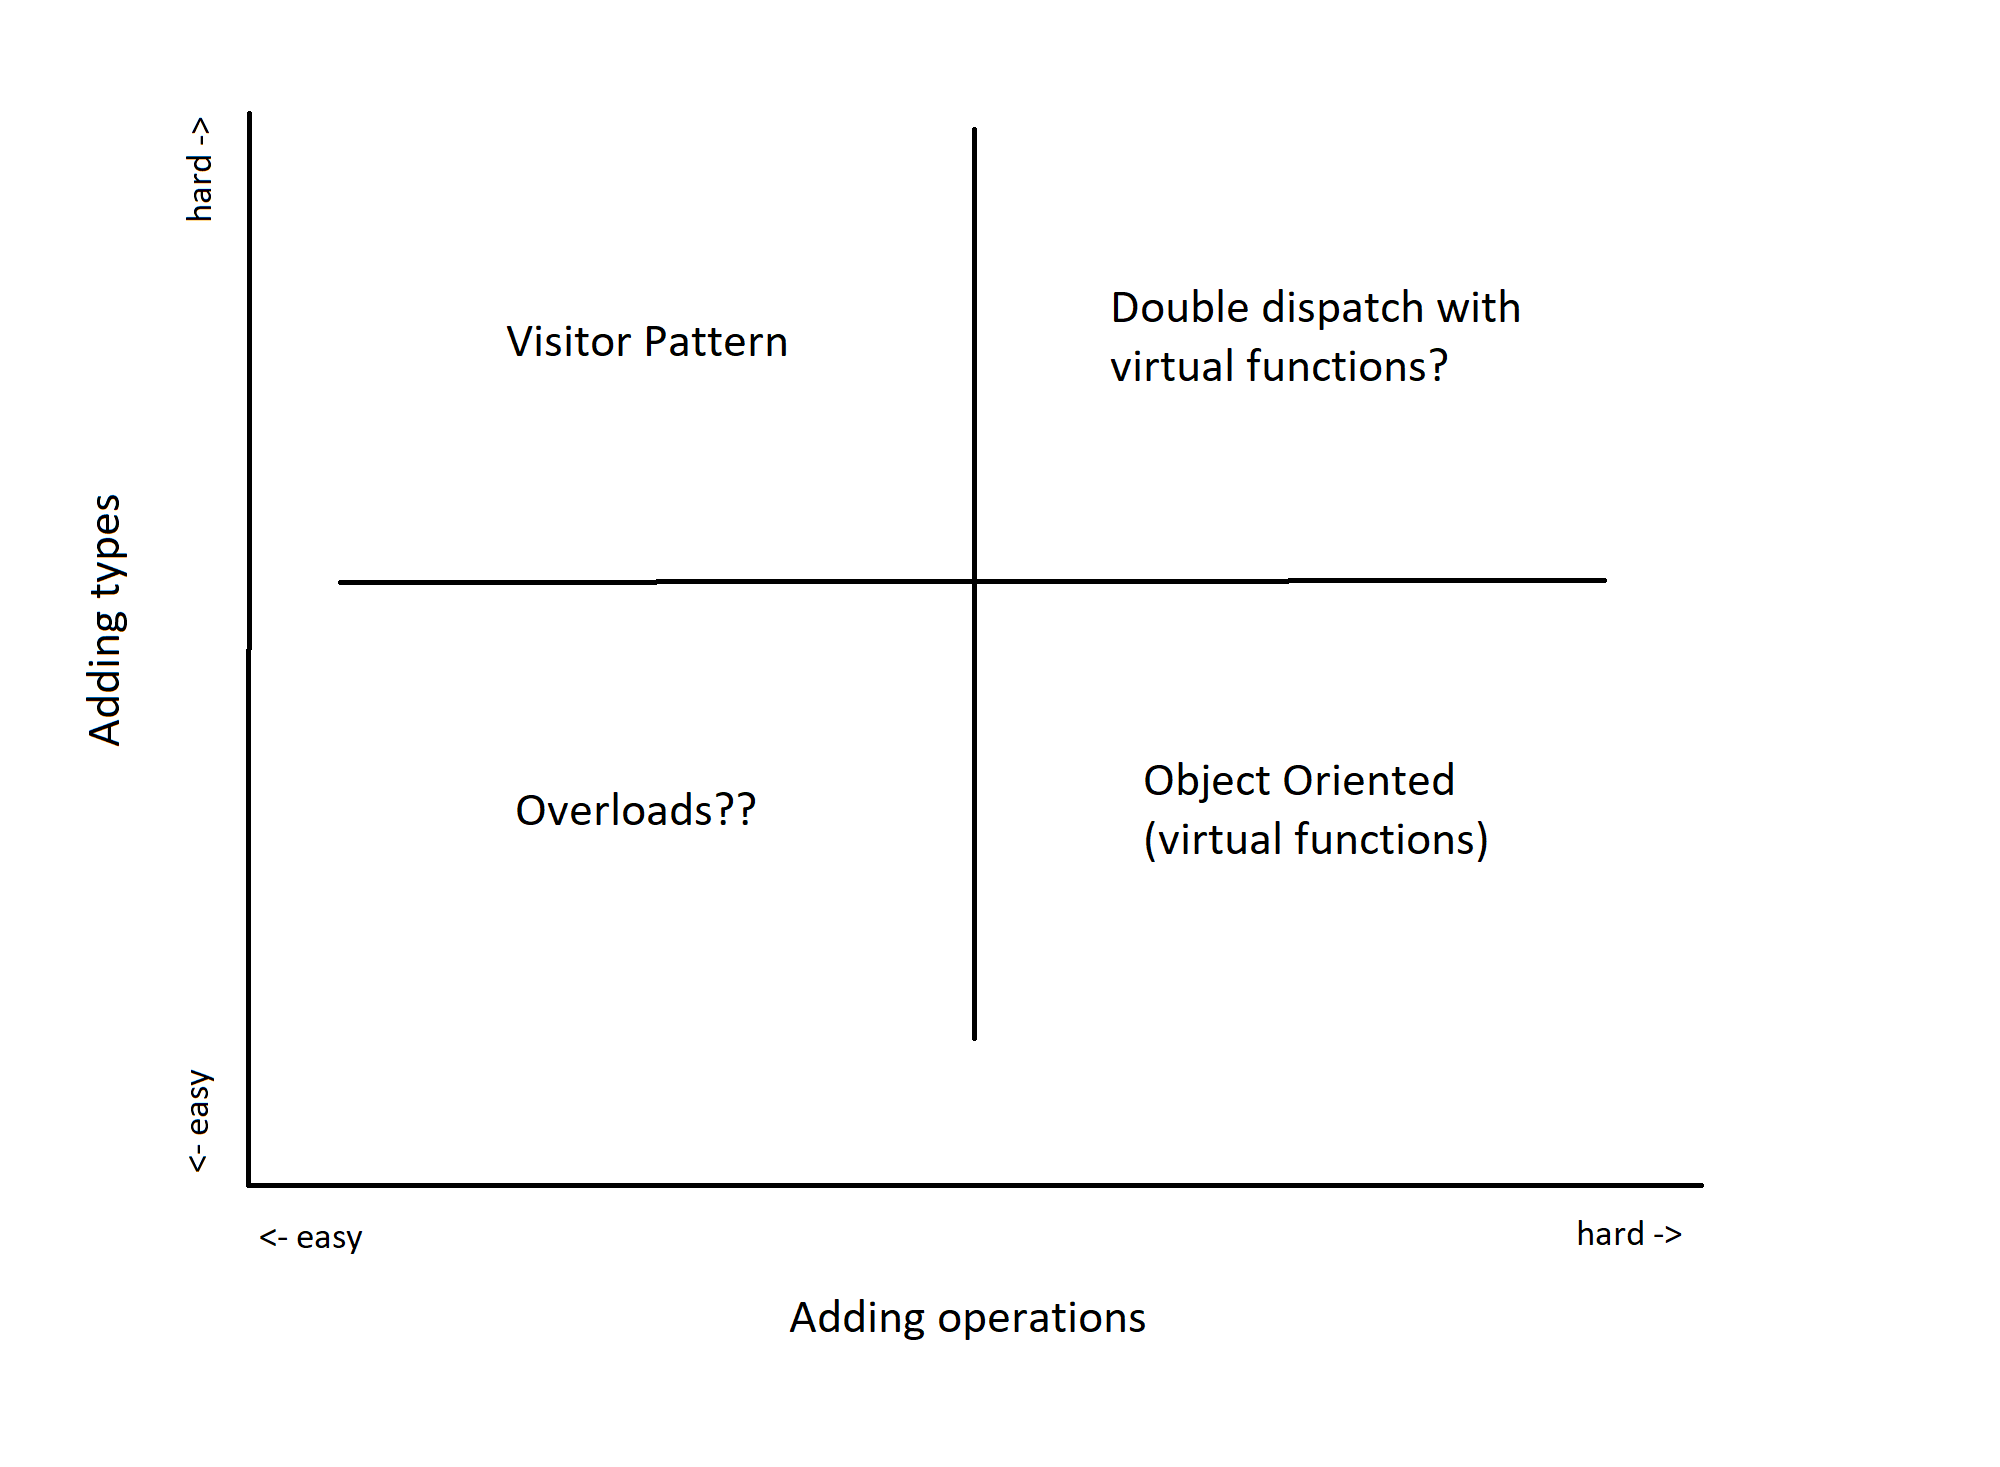 hard ->
Visitor Pattern
Double dispatch with
virtual functions?
Adding types
Overloads??
Object Oriented
(virtual functions)
<- easy
<- easy
hard ->
Adding operations